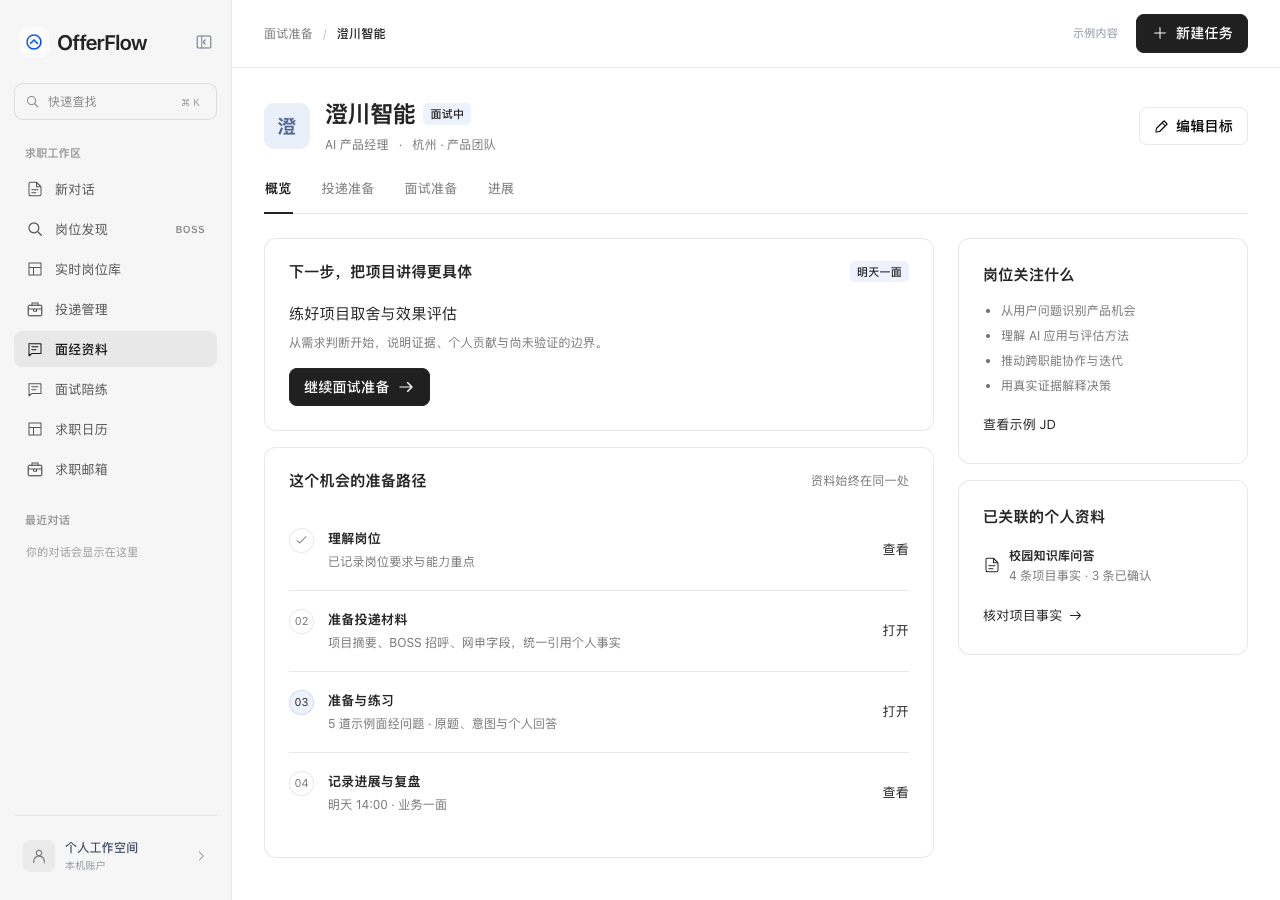 OfferFlow
快速查找
⌘ K
求职工作区
新对话
岗位发现 BOSS
实时岗位库
投递管理
面经资料
面试陪练
求职日历
求职邮箱
最近对话
你的对话会显示在这里
个人工作空间
本机账户
面试准备 / 澄川智能
示例内容
新建任务
澄
澄川智能 面试中
AI 产品经理 · 杭州 · 产品团队
编辑目标
概览 投递准备 面试准备 进展
下一步，把项目讲得更具体
明天一面
练好项目取舍与效果评估
从需求判断开始，说明证据、个人贡献与尚未验证的边界。
继续面试准备
这个机会的准备路径
资料始终在同一处
理解岗位
已记录岗位要求与能力重点
查看
02 准备投递材料
项目摘要、BOSS 招呼、网申字段，统一引用个人事实
打开
03 准备与练习
5 道示例面经问题 · 原题、意图与个人回答
打开
04 记录进展与复盘
明天 14:00 · 业务一面
查看
岗位关注什么
• 从用户问题识别产品机会
• 理解 AI 应用与评估方法
• 推动跨职能协作与迭代
• 用真实证据解释决策
查看示例 JD
已关联的个人资料
校园知识库问答
4 条项目事实 · 3 条已确认
核对项目事实